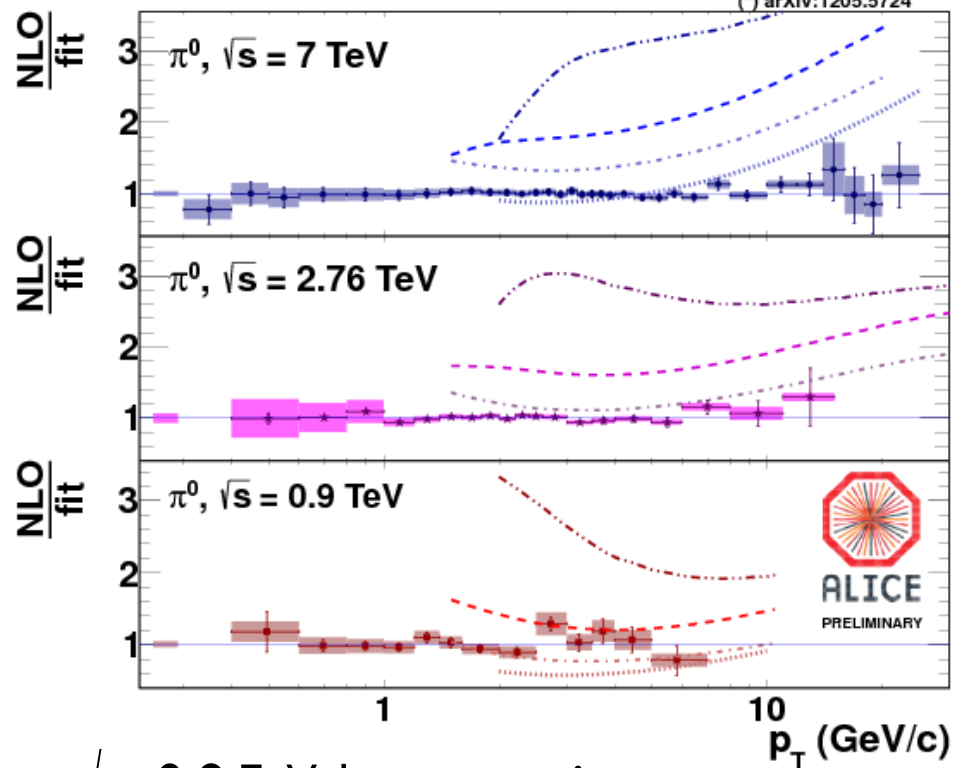 (*) arXiv:1205.5724
NLO
fit
3
2
1
π⁰, √s = 7 TeV
NLO
fit
3
2
1
π⁰, √s = 2.76 TeV
NLO
fit
3
2
1
π⁰, √s = 0.9 TeV
ALICE
PRELIMINARY
1
10
p_T (GeV/c)